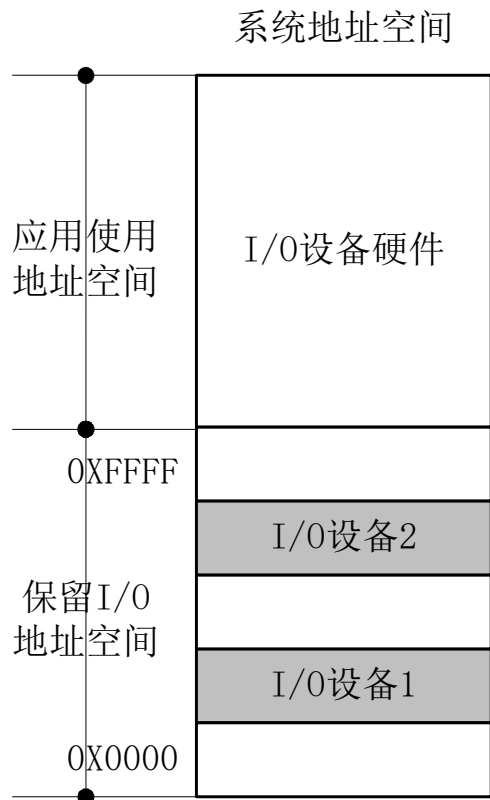 系统地址空间
应用使用
地址空间
I/O设备硬件
0XFFFF
I/O设备2
保留I/O
地址空间
I/O设备1
0X0000